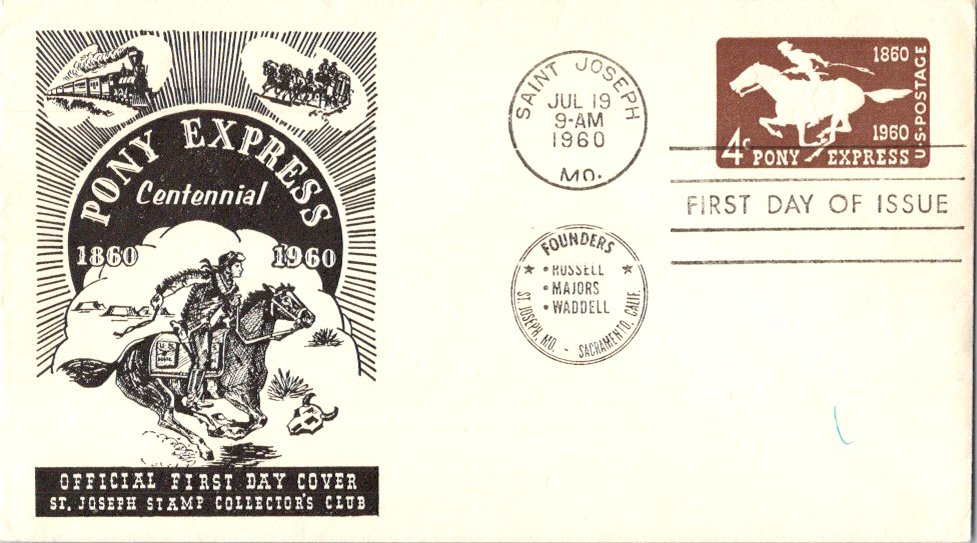 PONY EXPRESS
Centennial
1860 1960
U.S.
MAIL
OFFICIAL FIRST DAY COVER
ST. JOSEPH STAMP COLLECTOR'S CLUB
SAINT JOSEPH
JUL 19
9-AM
1960
MO.
FOUNDERS
★ • RUSSELL ★
• MAJORS
• WADDELL
ST. JOSEPH, MO. - SACRAMENTO, CALIF.
1860
1960
U.S. POSTAGE
4c PONY EXPRESS
FIRST DAY OF ISSUE